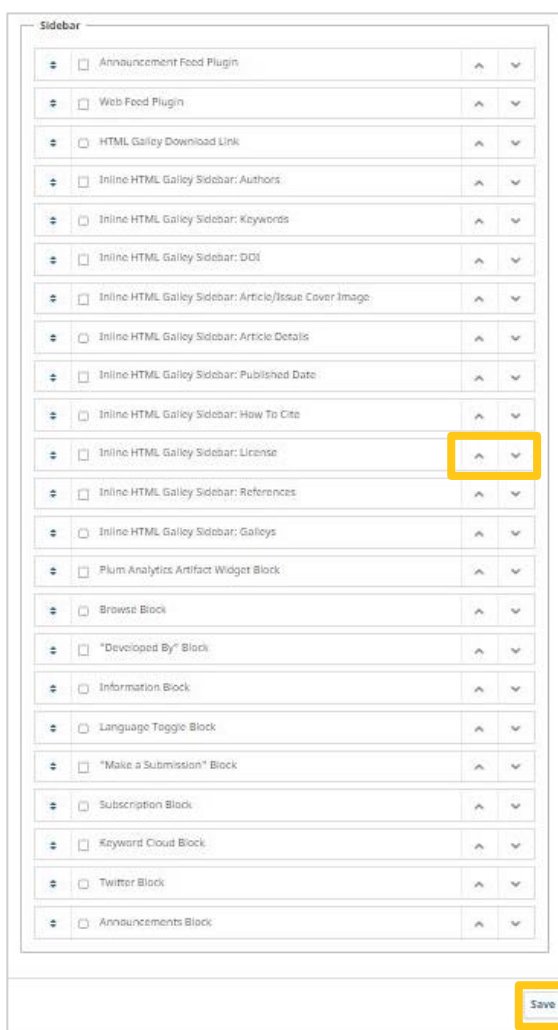 Sidebar
Announcement Feed Plugin
Web Feed Plugin
HTML Galley Download Link
Inline HTML Galley Sidebar: Authors
Inline HTML Galley Sidebar: Keywords
Inline HTML Galley Sidebar: DOI
Inline HTML Galley Sidebar: Article/Issue Cover Image
Inline HTML Galley Sidebar: Article Details
Inline HTML Galley Sidebar: Published Date
Inline HTML Galley Sidebar: How To Cite
Inline HTML Galley Sidebar: License
Inline HTML Galley Sidebar: References
Inline HTML Galley Sidebar: Galleys
Plum Analytics Artifact Widget Block
Browse Block
"Developed By" Block
Information Block
Language Toggle Block
"Make a Submission" Block
Subscription Block
Keyword Cloud Block
Twitter Block
Announcements Block
Save